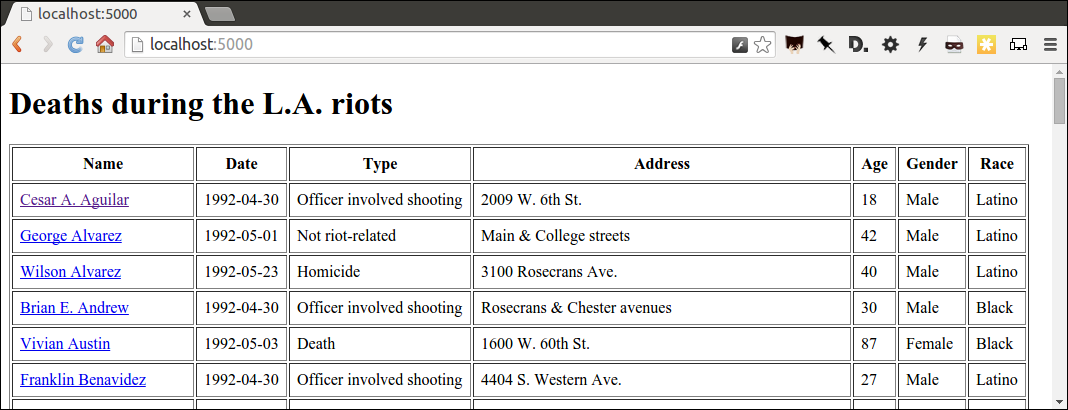 localhost:5000
localhost:5000
Deaths during the L.A. riots
Name Date Type Address Age Gender Race
Cesar A. Aguilar 1992-04-30 Officer involved shooting 2009 W. 6th St. 18 Male Latino
George Alvarez 1992-05-01 Not riot-related Main & College streets 42 Male Latino
Wilson Alvarez 1992-05-23 Homicide 3100 Rosecrans Ave. 40 Male Latino
Brian E. Andrew 1992-04-30 Officer involved shooting Rosecrans & Chester avenues 30 Male Black
Vivian Austin 1992-05-03 Death 1600 W. 60th St. 87 Female Black
Franklin Benavidez 1992-04-30 Officer involved shooting 4404 S. Western Ave. 27 Male Latino